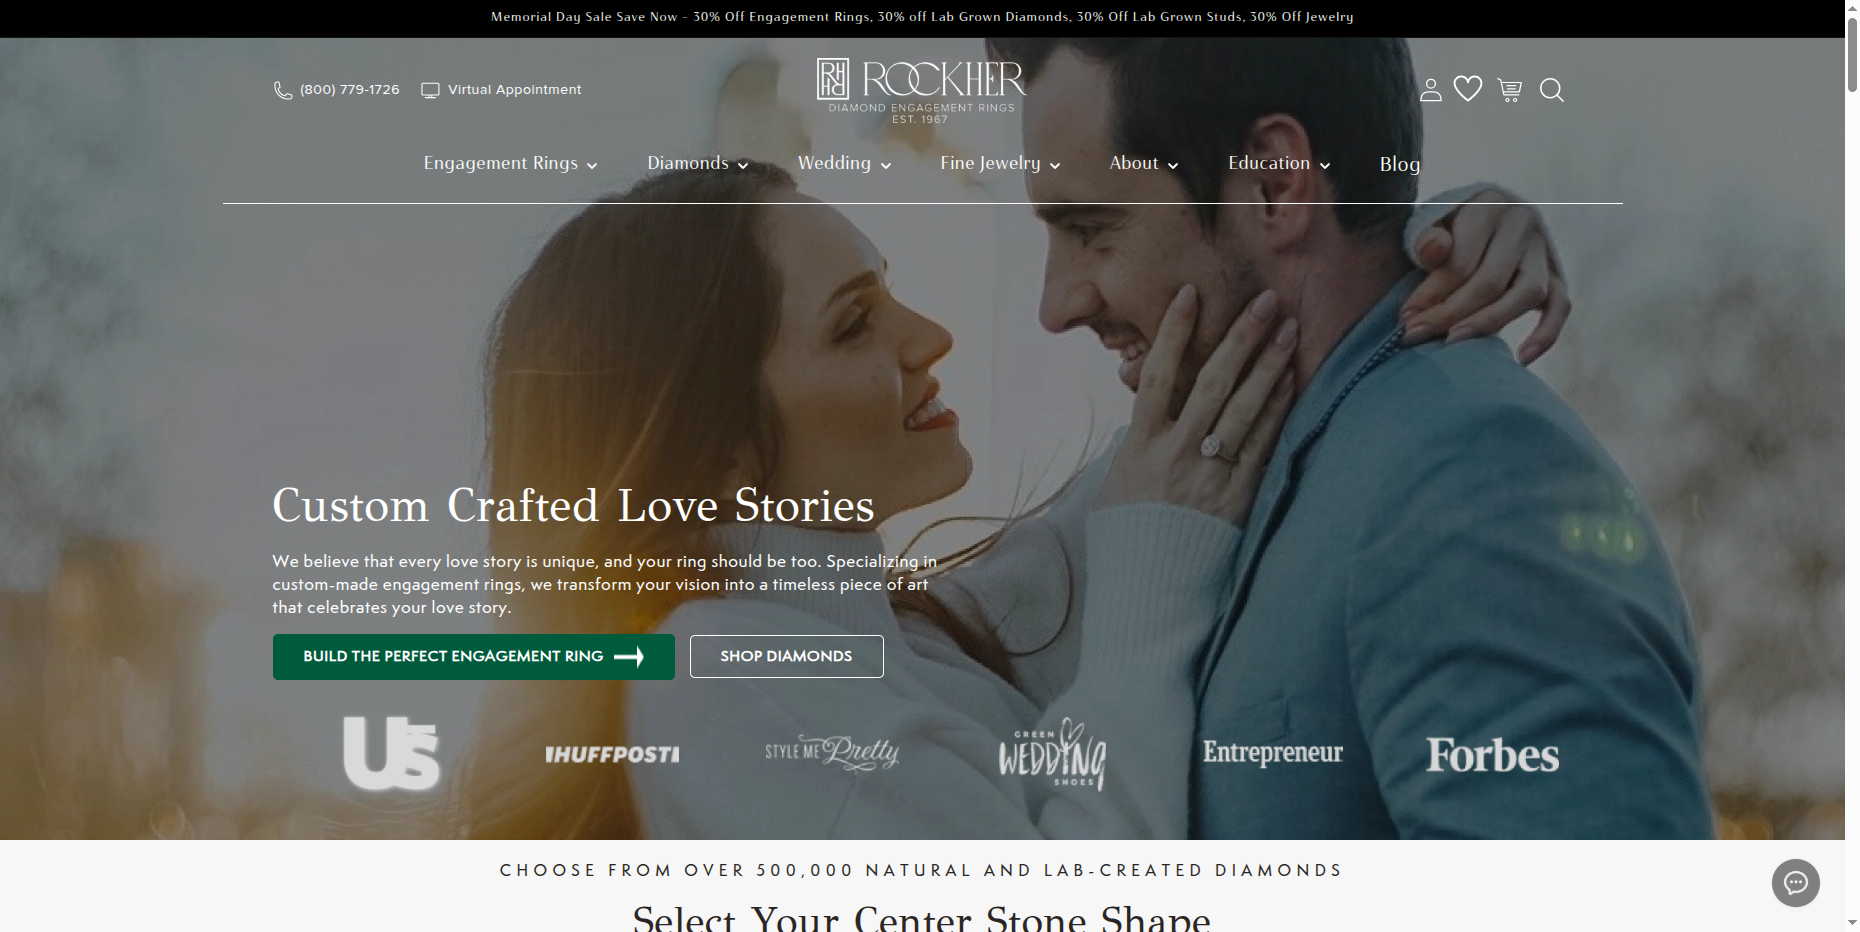 Memorial Day Sale Save Now - 30% Off Engagement Rings, 30% off Lab Grown Diamonds, 30% Off Lab Grown Studs, 30% Off Jewelry
(800) 779-1726 Virtual Appointment
RHRH ROCKHER
DIAMOND ENGAGEMENT RINGS
EST. 1967
Engagement Rings Diamonds Wedding Fine Jewelry About Education Blog
Custom Crafted Love Stories
We believe that every love story is unique, and your ring should be too. Specializing in
custom-made engagement rings, we transform your vision into a timeless piece of art
that celebrates your love story.
BUILD THE PERFECT ENGAGEMENT RING SHOP DIAMONDS
Us HUFFPOST STYLE ME Pretty GREEN WEDDING SHOES Entrepreneur Forbes
CHOOSE FROM OVER 500,000 NATURAL AND LAB-CREATED DIAMONDS
Select Your Center Stone Shape